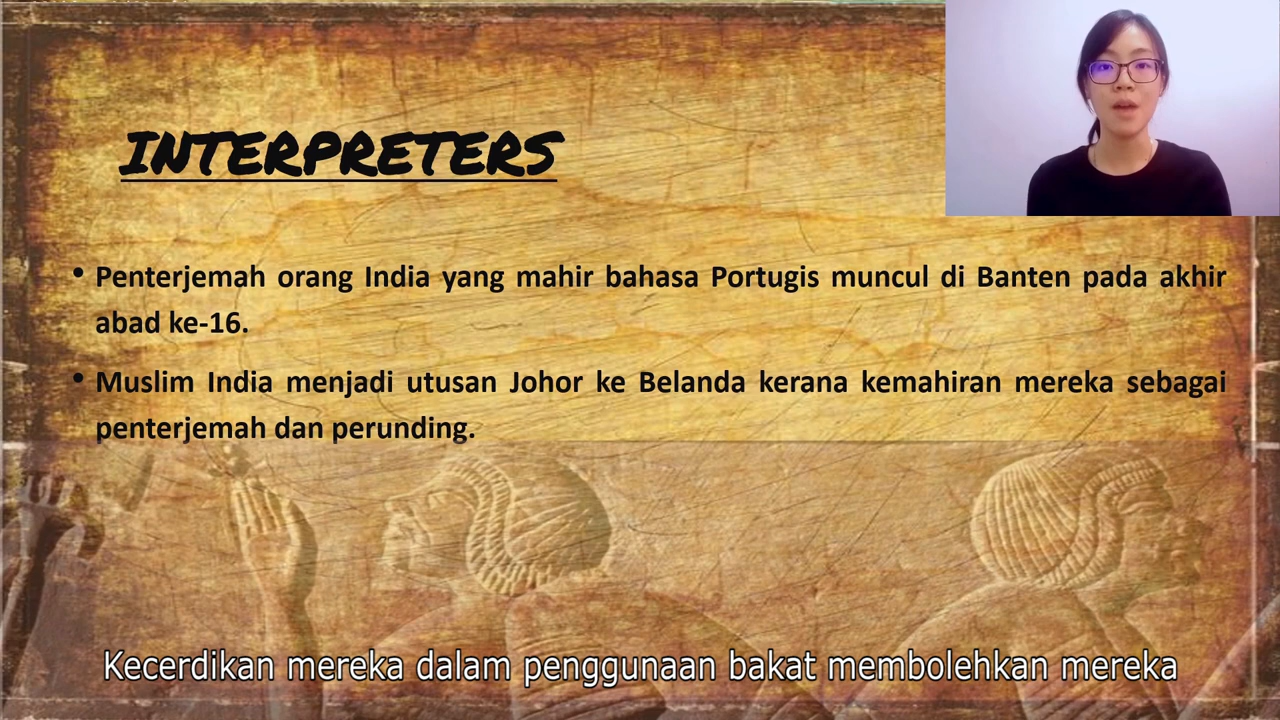 INTERPRETERS
• Penterjemah orang India yang mahir bahasa Portugis muncul di Banten pada akhir
abad ke-16.
• Muslim India menjadi utusan Johor ke Belanda kerana kemahiran mereka sebagai
penterjemah dan perunding.
Kecerdikan mereka dalam penggunaan bakat membolehkan mereka